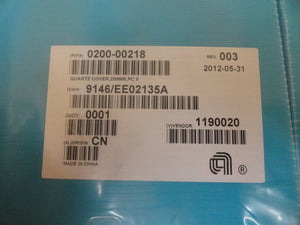 (P)P/N 0200-00218
REV: 003
2012-05-31
QUARTZ COVER,200MM,PC II
9146/EE02135A
(Q)QTY: 0001
(V)VENDOR 1190020
(4L)ORIGIN: CN
MADE IN CHINA
®